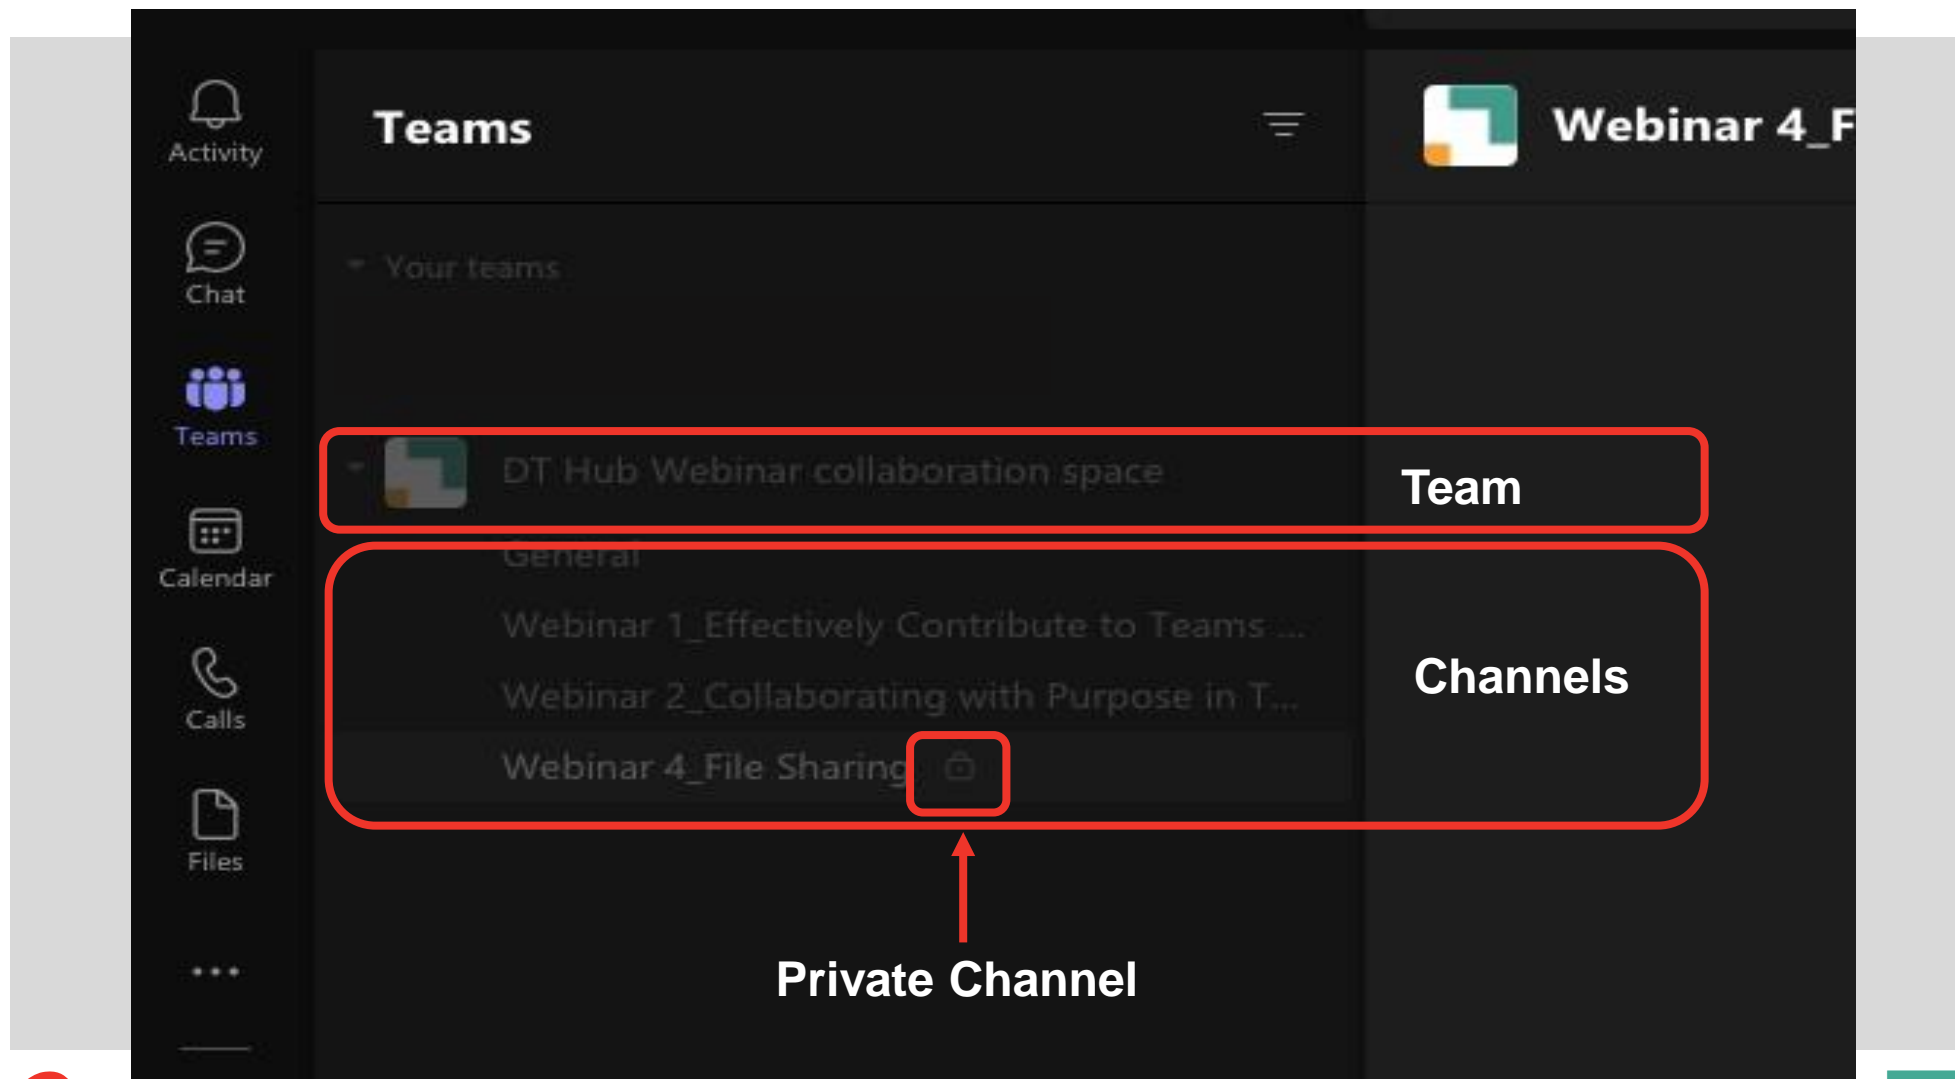 Activity
Chat
Teams
Calendar
Calls
Files
Teams
Your teams
DT Hub Webinar collaboration space
Team
General
Webinar 1_Effectively Contribute to Teams ...
Webinar 2_Collaborating with Purpose in T...
Webinar 4_File Sharing
Channels
Private Channel
Webinar 4_F